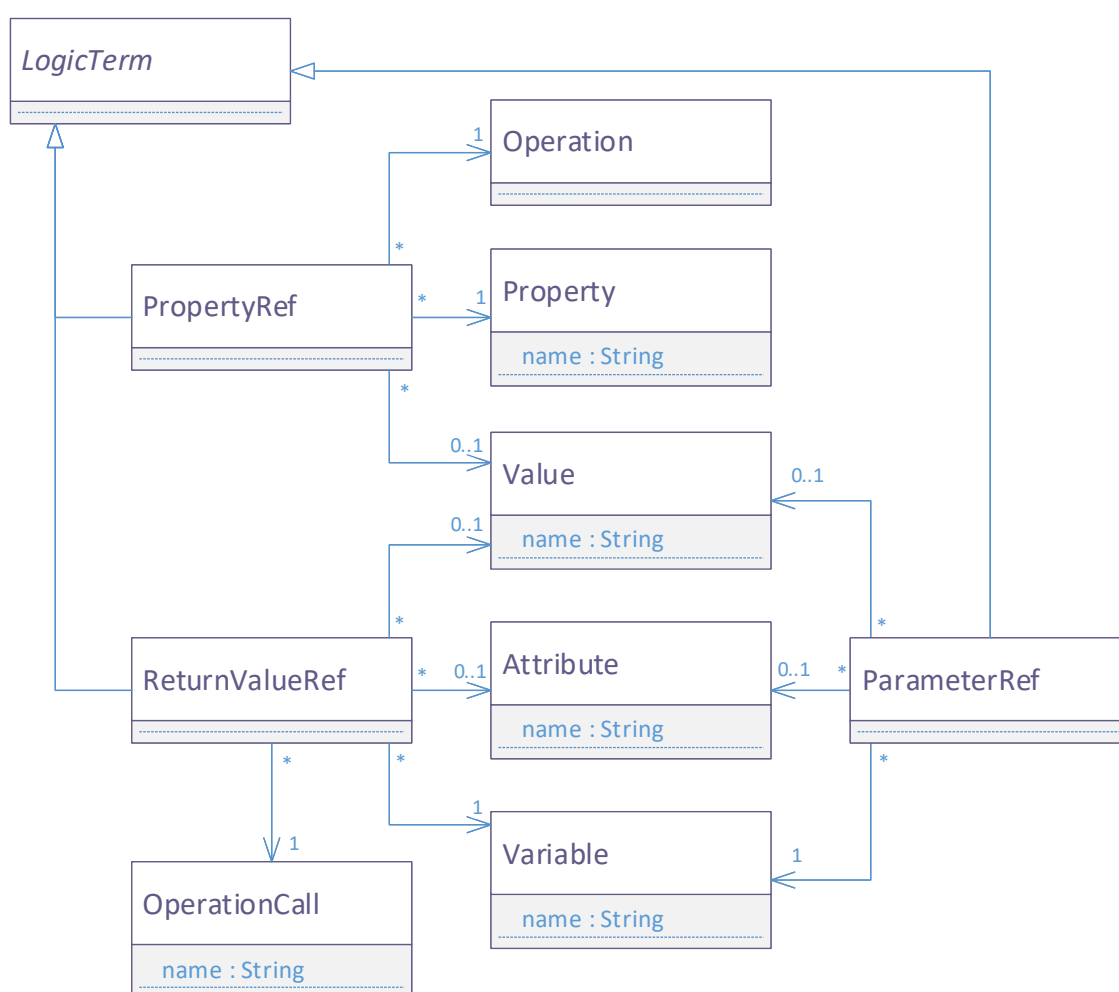 LogicTerm
1
Operation
*
PropertyRef
*
1
Property
name : String
*
0..1
Value
0..1
0..1
name : String
*
*
ReturnValueRef
*
0..1
Attribute
0..1
*
ParameterRef
name : String
*
*
*
1
1
Variable
1
OperationCall
name : String
name : String